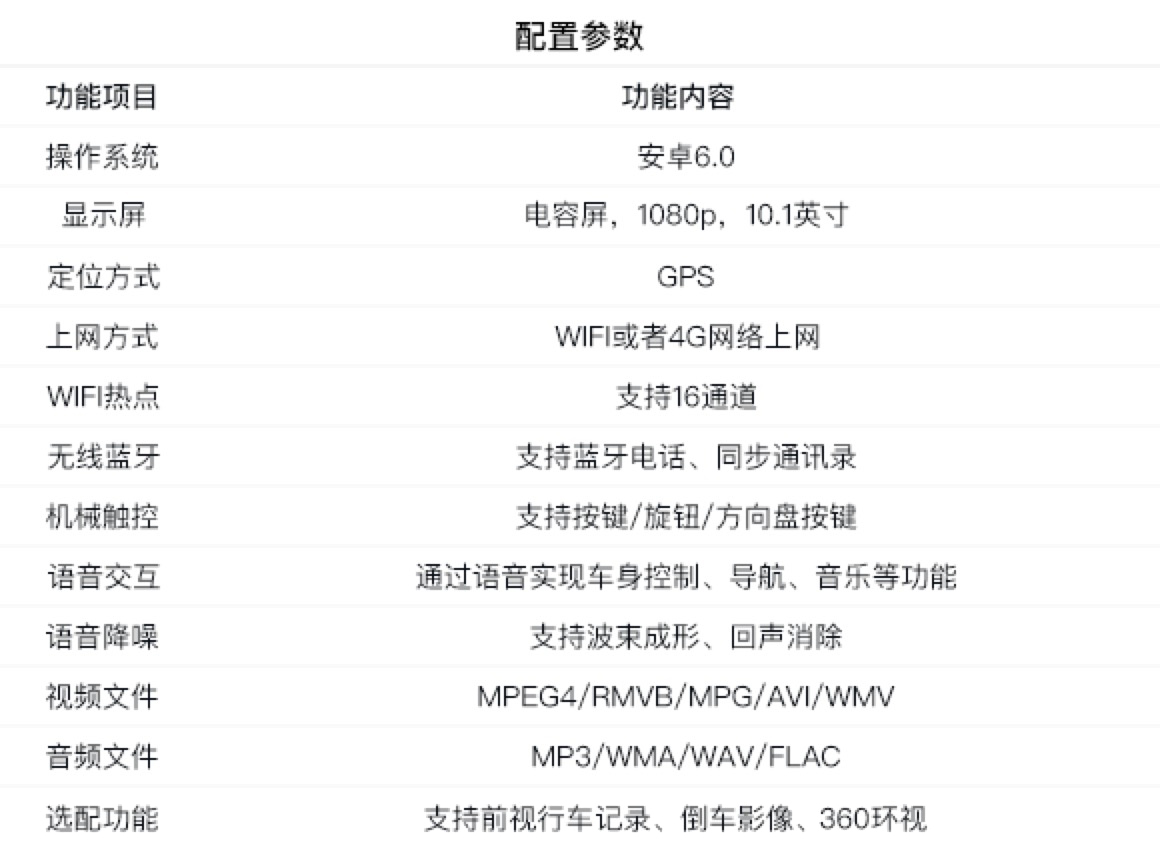 配置参数
功能项目 功能内容
操作系统 安卓6.0
显示屏 电容屏，1080p，10.1英寸
定位方式 GPS
上网方式 WIFI或者4G网络上网
WIFI热点 支持16通道
无线蓝牙 支持蓝牙电话、同步通讯录
机械触控 支持按键/旋钮/方向盘按键
语音交互 通过语音实现车身控制、导航、音乐等功能
语音降噪 支持波束成形、回声消除
视频文件 MPEG4/RMVB/MPG/AVI/WMV
音频文件 MP3/WMA/WAV/FLAC
选配功能 支持前视行车记录、倒车影像、360环视